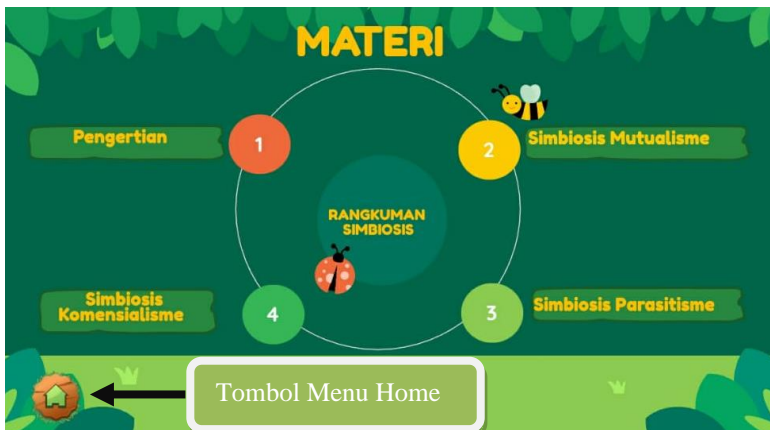 MATERI
Pengertian
1
2
Simbiosis Mutualisme
RANGKUMAN
SIMBIOSIS
Simbiosis
Komensialisme
4
3
Simbiosis Parasitisme
Tombol Menu Home